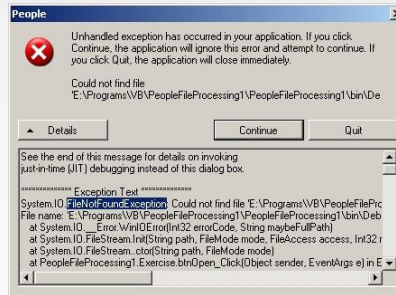 People
Unhandled exception has occurred in your application. If you click
Continue, the application will ignore this error and attempt to continue. If
you click Quit, the application will close immediately.
Could not find file
'E:\Programs\VB\PeopleFileProcessing1\PeopleFileProcessing1\bin\De
Details
Continue
Quit
See the end of this message for details on invoking
just-in-time (JIT) debugging instead of this dialog box.
************** Exception Text **************
System.IO.FileNotFoundException: Could not find file 'E:\Programs\VB\PeopleFilePro
File name: 'E:\Programs\VB\PeopleFileProcessing1\PeopleFileProcessing1\bin\Deb
at System.IO.__Error.WinIOError(Int32 errorCode, String maybeFullPath)
at System.IO.FileStream.Init(String path, FileMode mode, FileAccess access, Int32 r
at System.IO.FileStream..ctor(String path, FileMode mode)
at PeopleFileProcessing1.Exercise.btnOpen_Click(Object sender, EventArgs e) in E